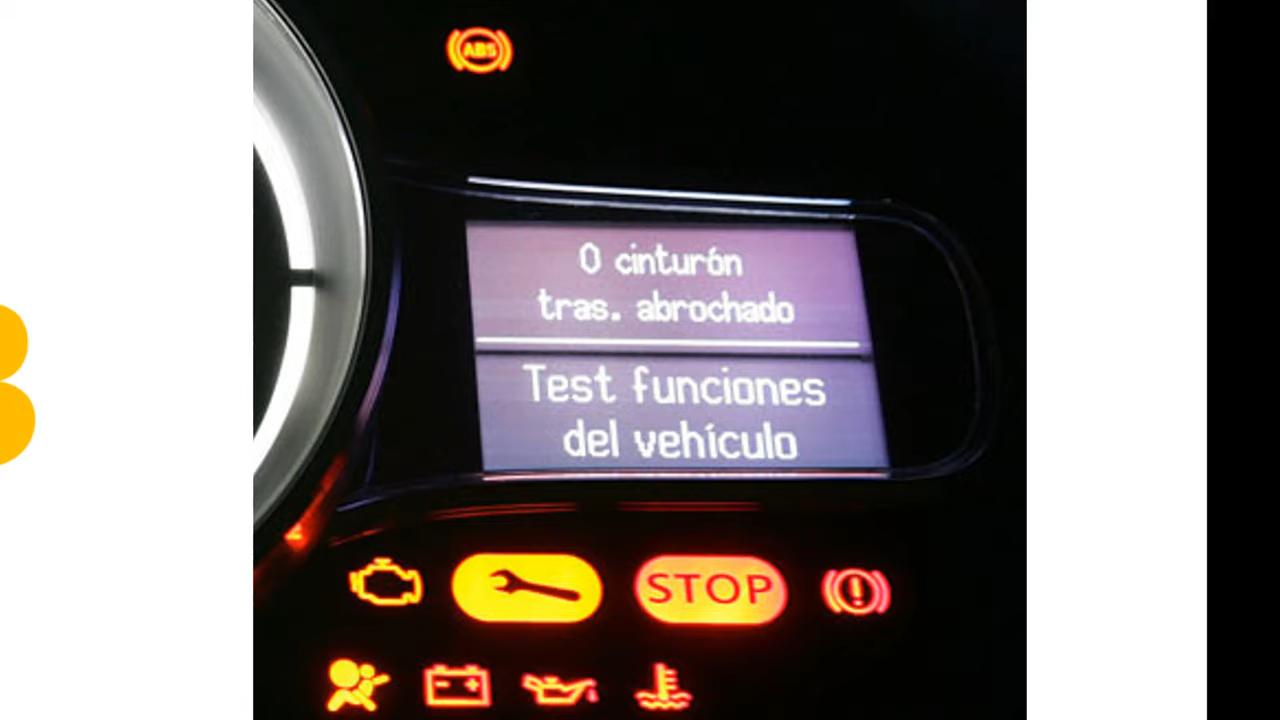 ABS
0 cinturón
tras. abrochado
Test funciones
del vehículo
STOP